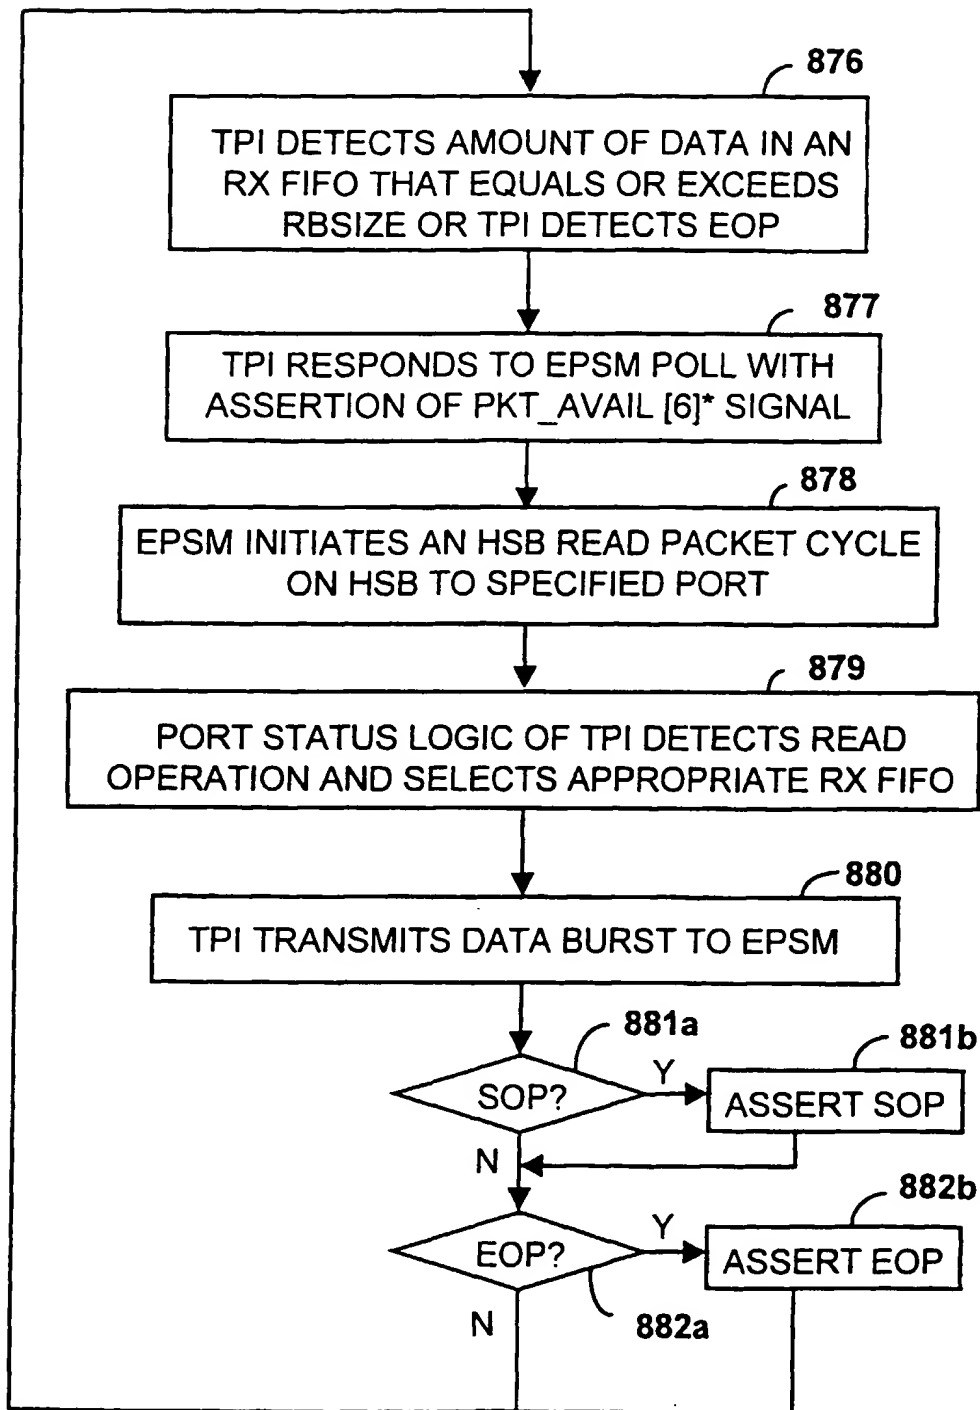 876
TPI DETECTS AMOUNT OF DATA IN AN
RX FIFO THAT EQUALS OR EXCEEDS
RBSIZE OR TPI DETECTS EOP
877
TPI RESPONDS TO EPSM POLL WITH
ASSERTION OF PKT_AVAIL [6]* SIGNAL
878
EPSM INITIATES AN HSB READ PACKET CYCLE
ON HSB TO SPECIFIED PORT
879
PORT STATUS LOGIC OF TPI DETECTS READ
OPERATION AND SELECTS APPROPRIATE RX FIFO
880
TPI TRANSMITS DATA BURST TO EPSM
881a
881b
SOP?
Y
ASSERT SOP
N
882b
EOP?
Y
ASSERT EOP
N
882a